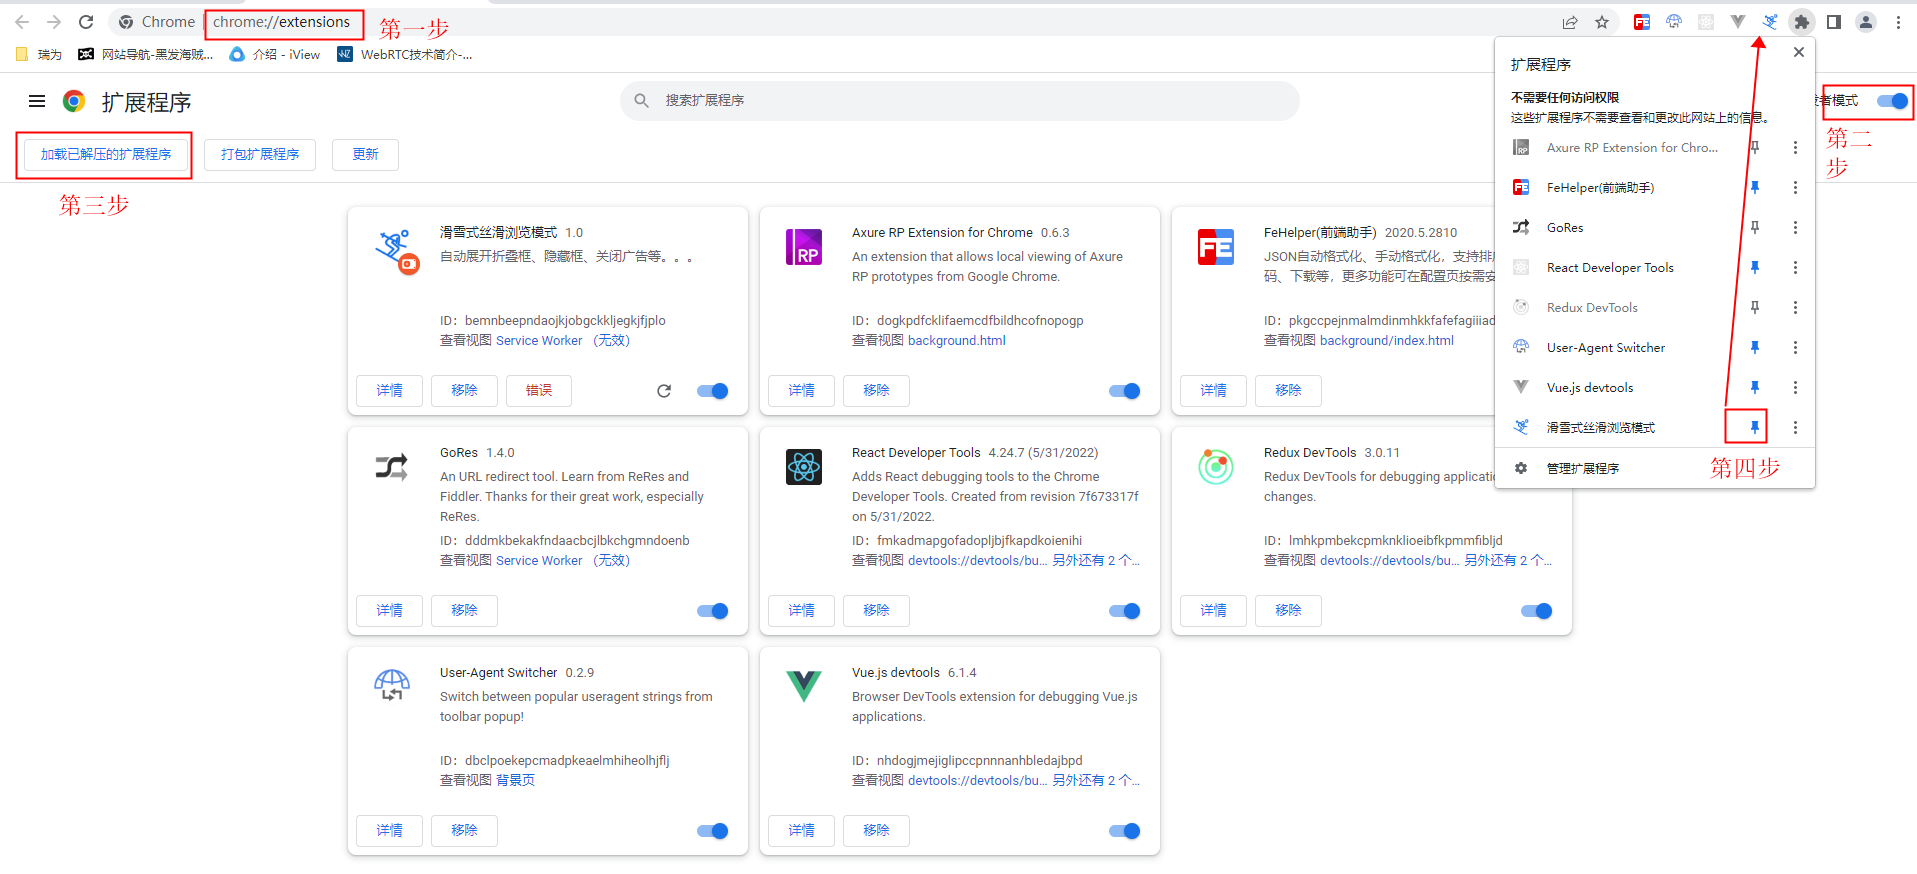 Chrome | chrome://extensions 第一步
瑞为 网站导航-黑发海贼... 介绍 - iView WebRTC技术简介-...
扩展程序
搜索扩展程序
者模式
第二
步
加载已解压的扩展程序 打包扩展程序 更新
第三步
滑雪式丝滑浏览模式 1.0
自动展开折叠框、隐藏框、关闭广告等。。。
ID：bemnbeepndaojkjobgckkljegkjfjplo
查看视图 Service Worker （无效）
详情 移除 错误
Axure RP Extension for Chrome 0.6.3
An extension that allows local viewing of Axure
RP prototypes from Google Chrome.
ID：dogkpdfcklifaemcdfbildhcofnopogp
查看视图 background.html
详情 移除
FeHelper(前端助手) 2020.5.2810
JSON自动格式化、手动格式化，支持排
码、下载等，更多功能可在配置页按需安
ID：pkgccpejnmalmdinmhkkfafefagiiiad
查看视图 background/index.html
详情 移除
GoRes 1.4.0
An URL redirect tool. Learn from ReRes and
Fiddler. Thanks for their great work, especially
ReRes.
ID：dddmkbekakfndaacbcjlbkchgmndoenb
查看视图 Service Worker （无效）
详情 移除
React Developer Tools 4.24.7 (5/31/2022)
Adds React debugging tools to the Chrome
Developer Tools. Created from revision 7f673317f
on 5/31/2022.
ID：fmkadmapgofadopljbjfkapdkoienihi
查看视图 devtools://devtools/bu... 另外还有 2 个...
详情 移除
Redux DevTools 3.0.11
Redux DevTools for debugging applicatio
changes.
ID：lmhkpmbekcpmknklioeibfkpmmfibljd
查看视图 devtools://devtools/bu... 另外还有 2 个...
详情 移除
User-Agent Switcher 0.2.9
Switch between popular useragent strings from
toolbar popup!
ID：dbclpoekepcmadpkeaelmhiheolhjflj
查看视图 背景页
详情 移除
Vue.js devtools 6.1.4
Browser DevTools extension for debugging Vue.js
applications.
ID：nhdogjmejiglipccpnnnanhbledajbpd
查看视图 devtools://devtools/bu... 另外还有 2 个...
详情 移除
扩展程序
不需要任何访问权限
这些扩展程序不需要查看和更改此网站上的信息。
Axure RP Extension for Chro...
FeHelper(前端助手)
GoRes
React Developer Tools
Redux DevTools
User-Agent Switcher
Vue.js devtools
滑雪式丝滑浏览模式
管理扩展程序
第四步